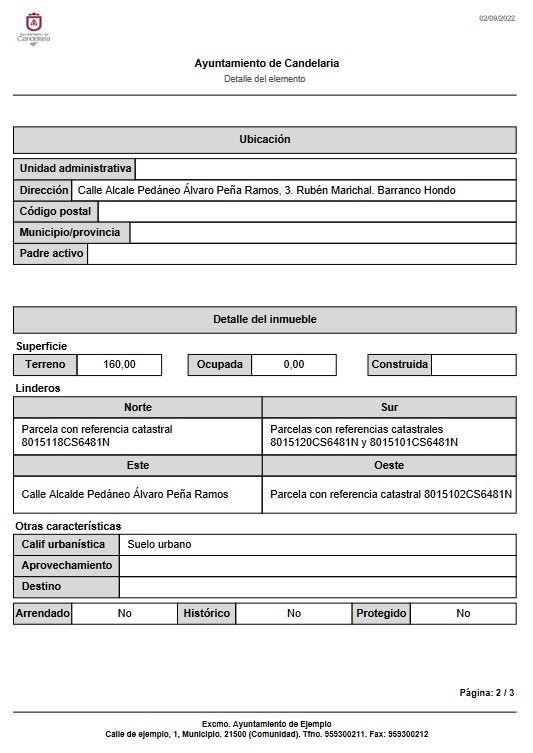 02/09/2022
Ayuntamiento de
Candelaria
Ayuntamiento de Candelaria
Detalle del elemento
Ubicación
Unidad administrativa
Dirección Calle Alcale Pedáneo Álvaro Peña Ramos, 3. Rubén Marichal. Barranco Hondo
Código postal
Municipio/provincia
Padre activo
Detalle del inmueble
Superficie
Terreno 160,00 Ocupada 0,00 Construida
Linderos
Norte Sur
Parcela con referencia catastral Parcelas con referencias catastrales
8015118CS6481N 8015120CS6481N y 8015101CS6481N
Este Oeste
Calle Alcalde Pedáneo Álvaro Peña Ramos Parcela con referencia catastral 8015102CS6481N
Otras características
Calif urbanística Suelo urbano
Aprovechamiento
Destino
Arrendado No Histórico No Protegido No
Página: 2 / 3
Excmo. Ayuntamiento de Ejemplo
Calle de ejemplo, 1, Municipio. 21500 (Comunidad). Tfno. 959300211. Fax: 959300212